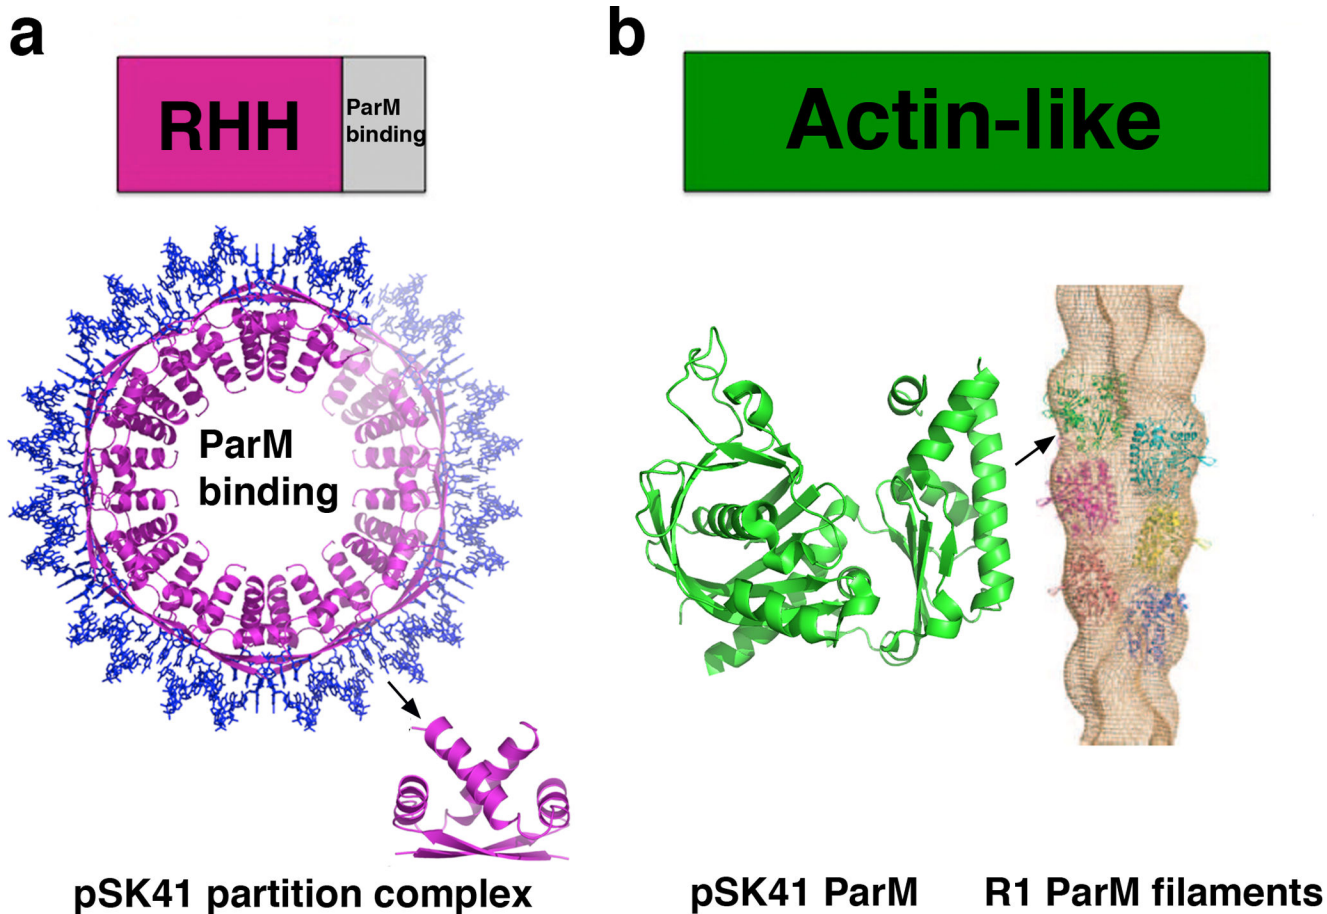 a
RHH
ParM
binding
ParM
binding
pSK41 partition complex
b
Actin-like
pSK41 ParM
R1 ParM filaments